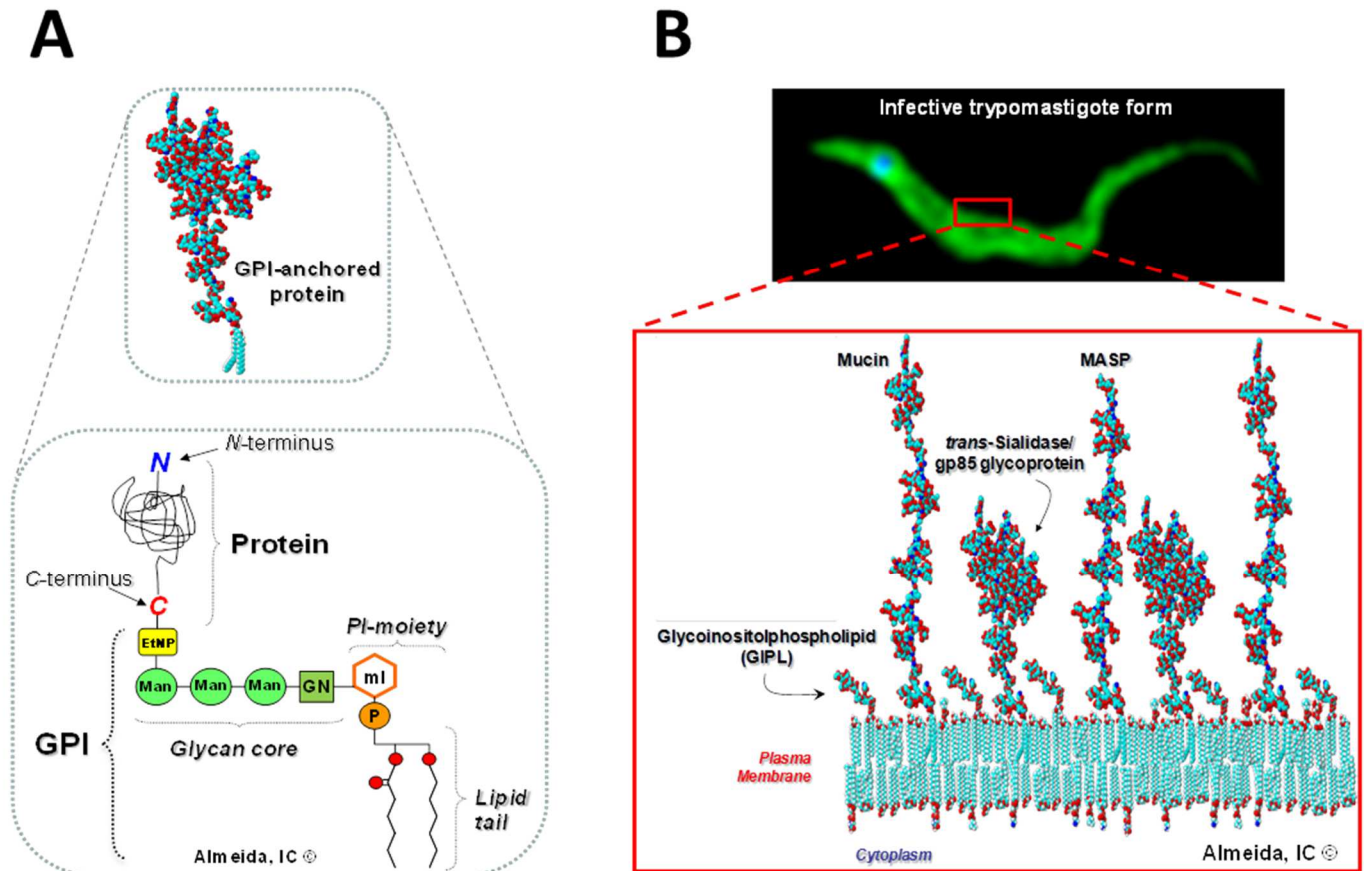 A
GPI-anchored
protein
N-terminus
N
Protein
C-terminus
C
EtNP
PI-moiety
Man
Man
Man
GN
mI
P
GPI
Glycan core
Lipid
tail
Almeida, IC ©
B
Infective trypomastigote form
Mucin
MASP
trans-Sialidase/
gp85 glycoprotein
Glycoinositolphospholipid
(GIPL)
Plasma
Membrane
Cytoplasm
Almeida, IC ©